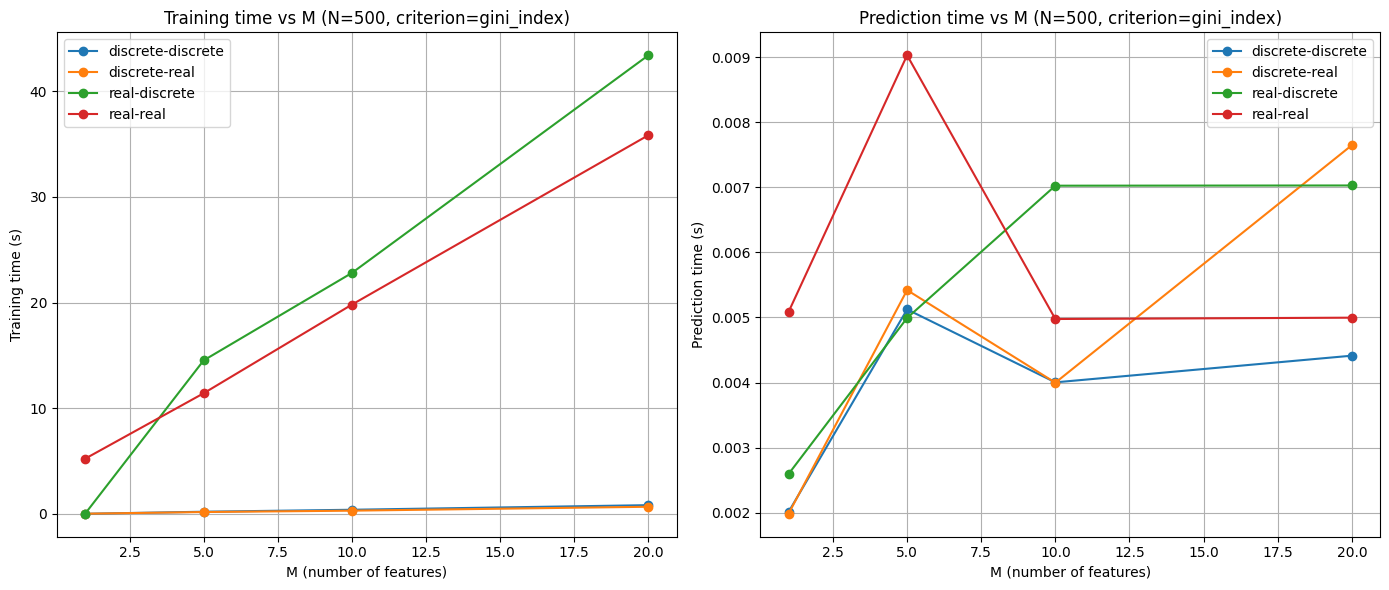 Training time vs M (N=500, criterion=gini_index)
discrete-discrete
discrete-real
real-discrete
real-real
Training time (s)
40
30
20
10
0
2.5 5.0 7.5 10.0 12.5 15.0 17.5 20.0
M (number of features)
Prediction time vs M (N=500, criterion=gini_index)
discrete-discrete
discrete-real
real-discrete
real-real
Prediction time (s)
0.009
0.008
0.007
0.006
0.005
0.004
0.003
0.002
2.5 5.0 7.5 10.0 12.5 15.0 17.5 20.0
M (number of features)